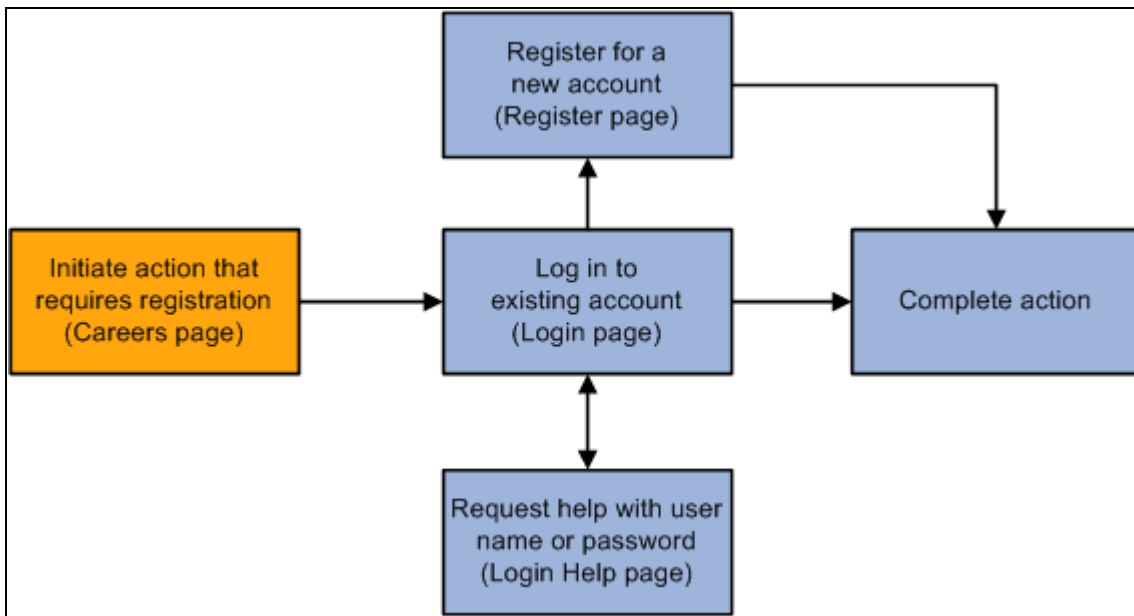 Register for a
new account
(Register page)
Initiate action that
requires registration
(Careers page)
Log in to
existing account
(Login page)
Complete action
Request help with user
name or password
(Login Help page)